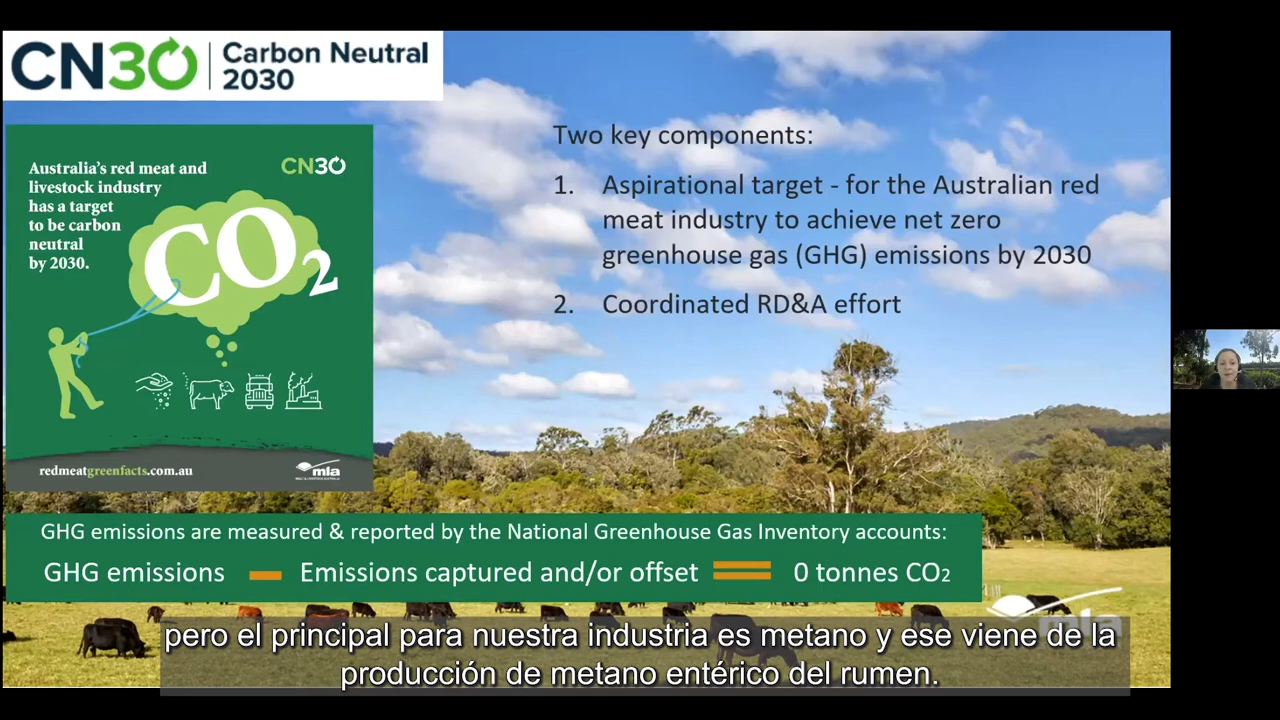 CN30 | Carbon Neutral
2030
Two key components:
1. Aspirational target - for the Australian red
meat industry to achieve net zero
greenhouse gas (GHG) emissions by 2030
2. Coordinated RD&A effort
Australia's red meat and
livestock industry
has a target
to be carbon
neutral
by 2030.
CN30
CO2
redmeatgreenfacts.com.au
mla
MEAT & LIVESTOCK AUSTRALIA
GHG emissions are measured & reported by the National Greenhouse Gas Inventory accounts:
GHG emissions - Emissions captured and/or offset = 0 tonnes CO2
mla
pero el principal para nuestra industria es metano y ese viene de la
producción de metano entérico del rumen.